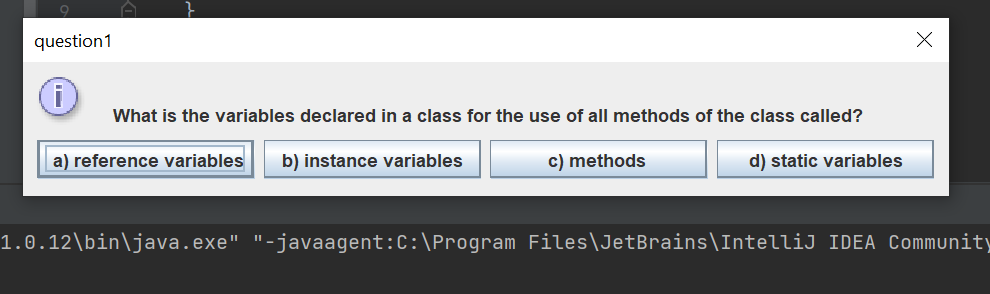 9 }
question1
i
What is the variables declared in a class for the use of all methods of the class called?
a) reference variables b) instance variables c) methods d) static variables
1.0.12\bin\java.exe" "-javaagent:C:\Program Files\JetBrains\IntelliJ IDEA Community